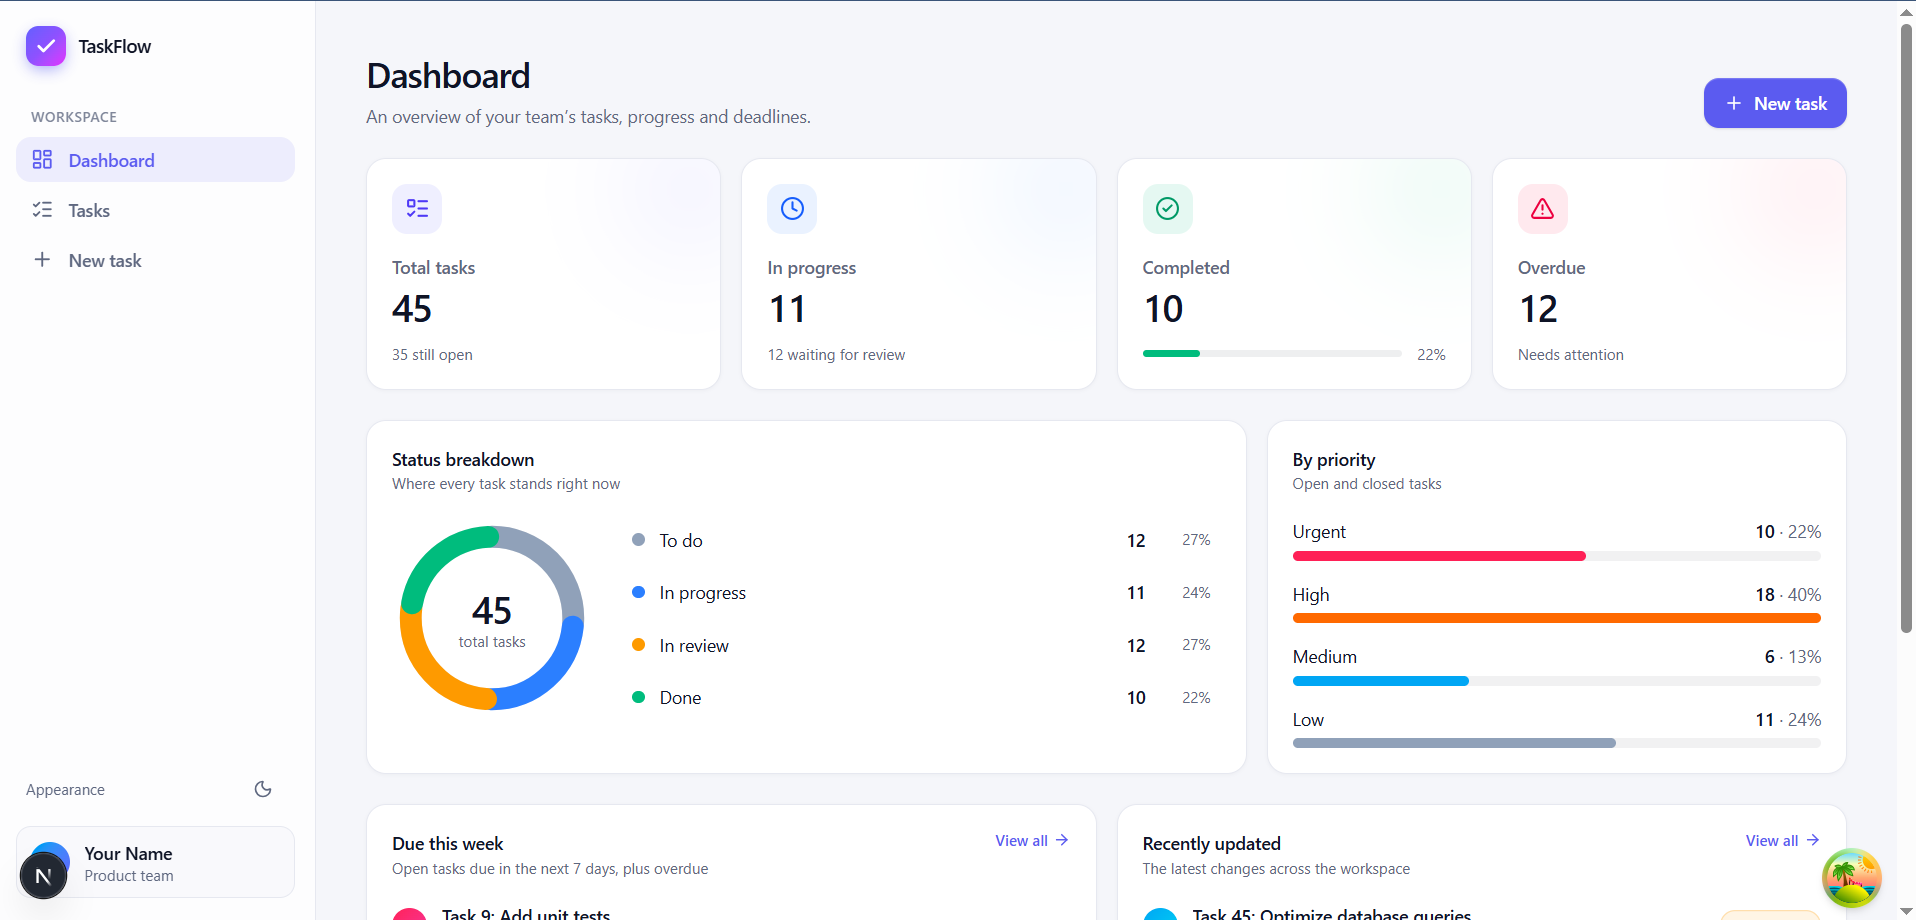 TaskFlow
WORKSPACE
Dashboard
Tasks
New task
Appearance
Your Name
Product team
N
Dashboard
An overview of your team’s tasks, progress and deadlines.
New task
Total tasks
45
35 still open
In progress
11
12 waiting for review
Completed
10
22%
Overdue
12
Needs attention
Status breakdown
Where every task stands right now
45
total tasks
To do 12 27%
In progress 11 24%
In review 12 27%
Done 10 22%
By priority
Open and closed tasks
Urgent 10 · 22%
High 18 · 40%
Medium 6 · 13%
Low 11 · 24%
Due this week
View all
Open tasks due in the next 7 days, plus overdue
Task 9: Add unit tests
Recently updated
View all
The latest changes across the workspace
Task 45: Optimize database queries